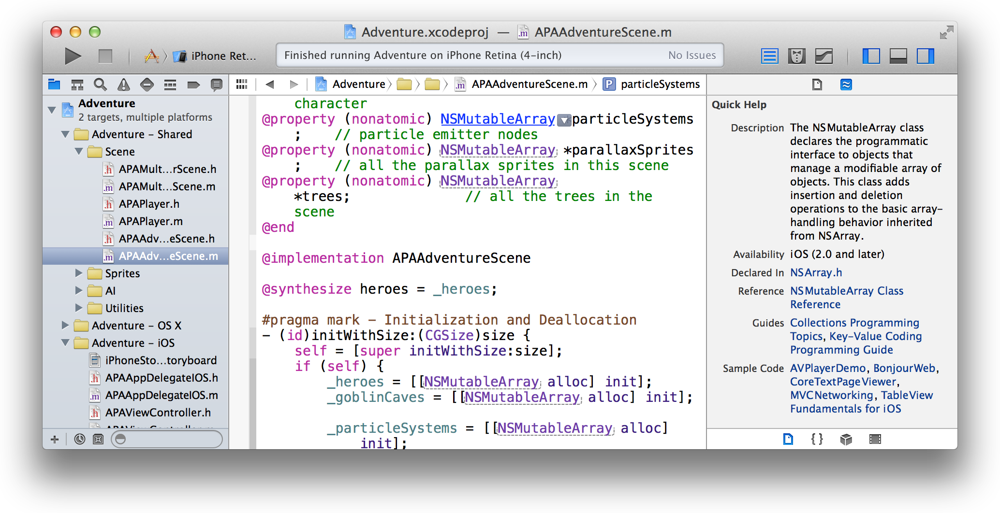 Adventure.xcodeproj — APAAdventureScene.m
iPhone Ret...
Finished running Adventure on iPhone Retina (4-inch)
No Issues
Adventure
2 targets, multiple platforms
Adventure – Shared
Scene
APAMult...rScene.h
APAMult...Scene.m
APAPlayer.h
APAPlayer.m
APAAdv...eScene.h
APAAdv...eScene.m
Sprites
AI
Utilities
Adventure – OS X
Adventure – iOS
iPhoneSto...toryboard
APAAppDelegateIOS.h
APAAppDelegateIOS.m
APAViewController.h
APAViewController.m
Adventure
APAAdventureScene.m
P particleSystems
character
@property (nonatomic) NSMutableArray *particleSystems
; // particle emitter nodes
@property (nonatomic) NSMutableArray *parallaxSprites
; // all the parallax sprites in this scene
@property (nonatomic) NSMutableArray
*trees; // all the trees in the
scene
@end
@implementation APAAdventureScene
@synthesize heroes = _heroes;
#pragma mark - Initialization and Deallocation
- (id)initWithSize:(CGSize)size {
self = [super initWithSize:size];
if (self) {
_heroes = [[NSMutableArray alloc] init];
_goblinCaves = [[NSMutableArray alloc] init];
_particleSystems = [[NSMutableArray alloc]
init];
Quick Help
Description The NSMutableArray class
declares the programmatic
interface to objects that
manage a modifiable array of
objects. This class adds
insertion and deletion
operations to the basic array-
handling behavior inherited
from NSArray.
Availability iOS (2.0 and later)
Declared In NSArray.h
Reference NSMutableArray Class
Reference
Guides Collections Programming
Topics, Key-Value Coding
Programming Guide
Sample Code AVPlayerDemo, BonjourWeb,
CoreTextPageViewer,
MVCNetworking, TableView
Fundamentals for iOS